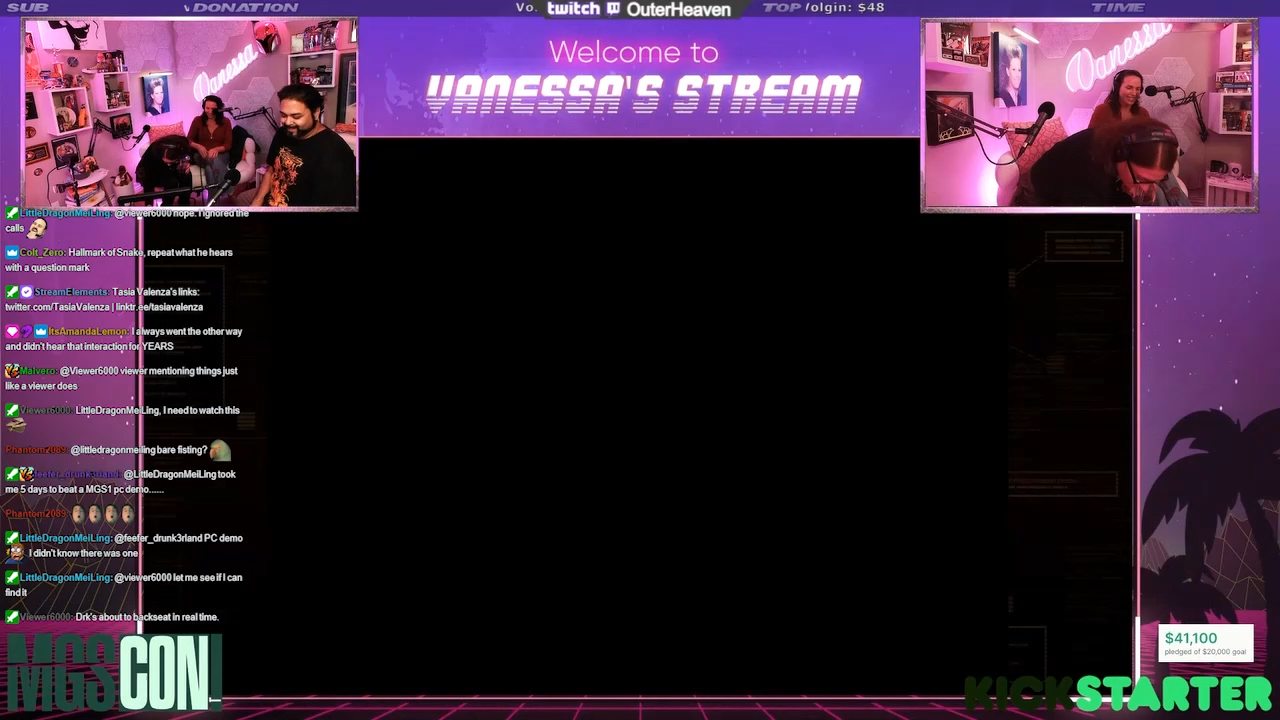 SUB
DONATION
Vo.
twitch
OuterHeaven
TOP
olgin: $48
TIME
Welcome to
VANESSA'S STREAM
Vanessa
Vanessa
LittleDragonMeiLing: @viewer6000 nope. I ignored the
calls
Colt_Zero: Hallmark of Snake, repeat what he hears
with a question mark
StreamElements: Tasia Valenza's links:
twitter.com/TasiaValenza | linktr.ee/tasiavalenza
ItsAmandaLemon: I always went the other way
and didn't hear that interaction for YEARS
Malvero: @Viewer6000 viewer mentioning things just
like a viewer does
Viewer6000: LittleDragonMeiLing, I need to watch this
Phantom2089: @littledragonmeiling bare fisting?
feefer_drunk3rland: @LittleDragonMeiLing took
me 5 days to beat a MGS1 pc demo......
Phantom2089:
LittleDragonMeiLing: @feefer_drunk3rland PC demo
I didn't know there was one
LittleDragonMeiLing: @viewer6000 let me see if I can
find it
Viewer6000: Drk's about to backseat in real time.
MGSCON!
$41,100
pledged of $20,000 goal
KICKSTARTER